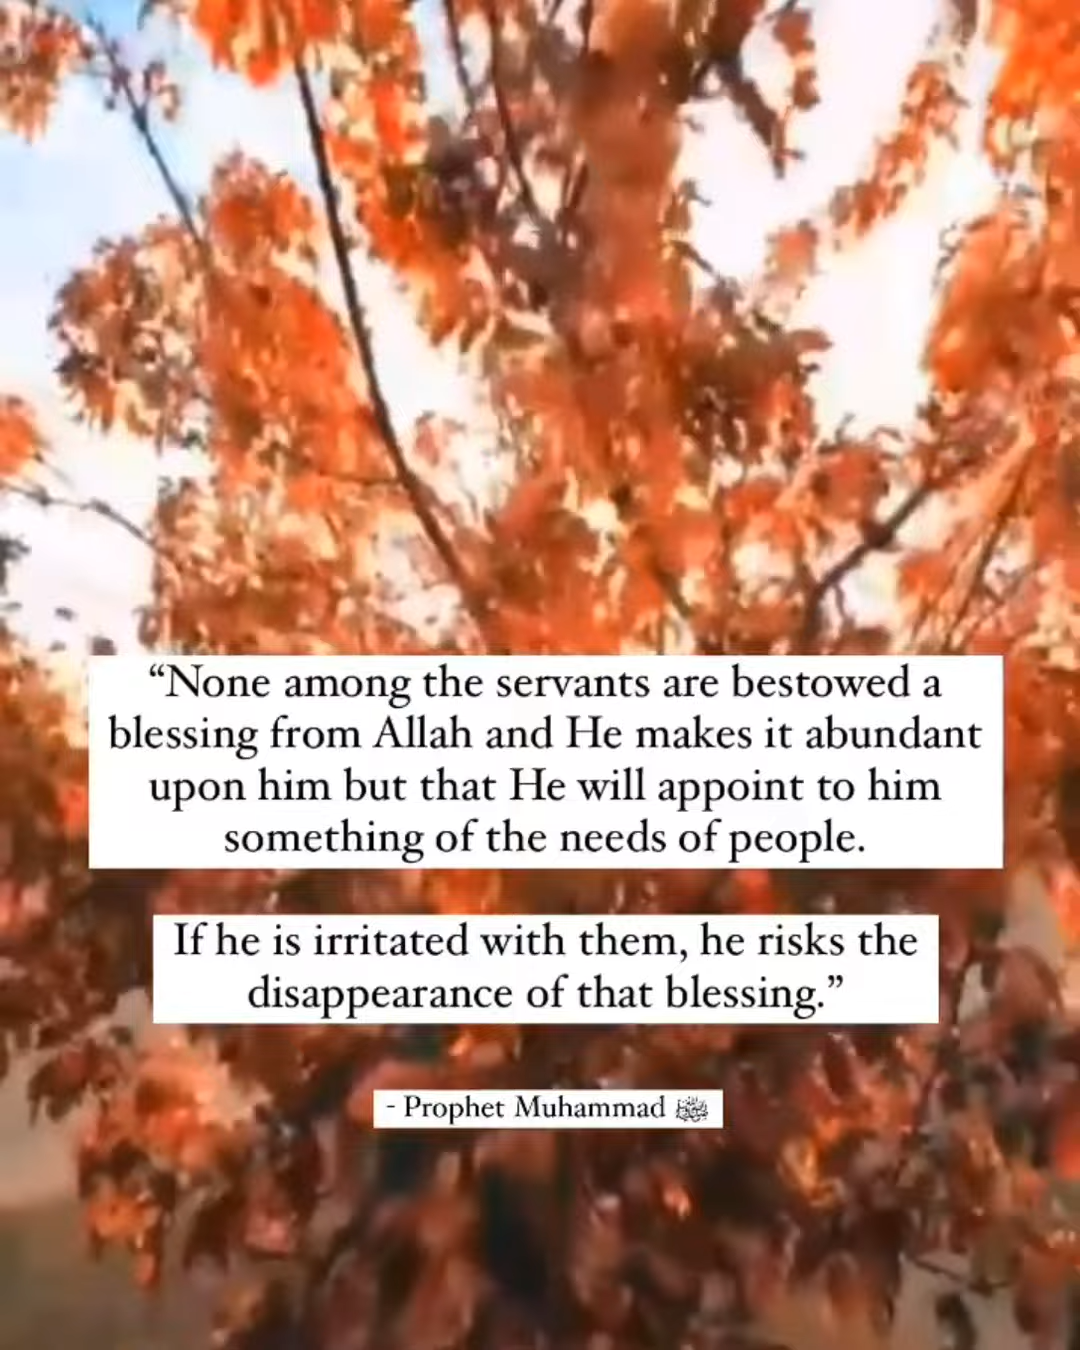 “None among the servants are bestowed a
blessing from Allah and He makes it abundant
upon him but that He will appoint to him
something of the needs of people.
If he is irritated with them, he risks the
disappearance of that blessing.”
- Prophet Muhammad ﷺ